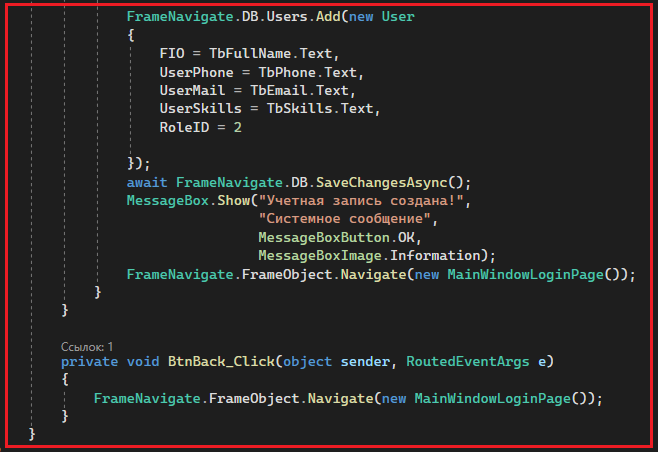 FrameNavigate.DB.Users.Add(new User
{
FIO = TbFullName.Text,
UserPhone = TbPhone.Text,
UserMail = TbEmail.Text,
UserSkills = TbSkills.Text,
RoleID = 2
});
await FrameNavigate.DB.SaveChangesAsync();
MessageBox.Show("Учетная запись создана!",
"Системное сообщение",
MessageBoxButton.OK,
MessageBoxImage.Information);
FrameNavigate.FrameObject.Navigate(new MainWindowLoginPage());
}
}
Ссылок: 1
private void BtnBack_Click(object sender, RoutedEventArgs e)
{
FrameNavigate.FrameObject.Navigate(new MainWindowLoginPage());
}
}